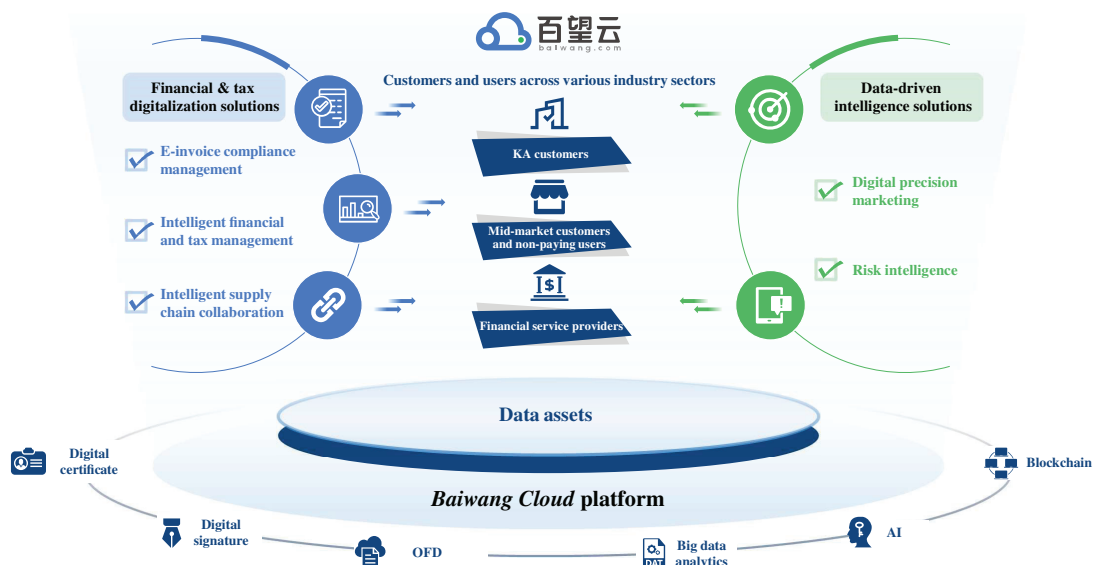 百望云
baiwang.com
Customers and users across various industry sectors
Financial & tax
digitalization solutions
E-invoice compliance
management
Intelligent financial
and tax management
Intelligent supply
chain collaboration
KA customers
Mid-market customers
and non-paying users
$
Financial service providers
Data-driven
intelligence solutions
Digital precision
marketing
Risk intelligence
!
Data assets
Baiwang Cloud platform
Digital
certificate
Digital
signature
OFD
DAT
Big data
analytics
AI
Blockchain